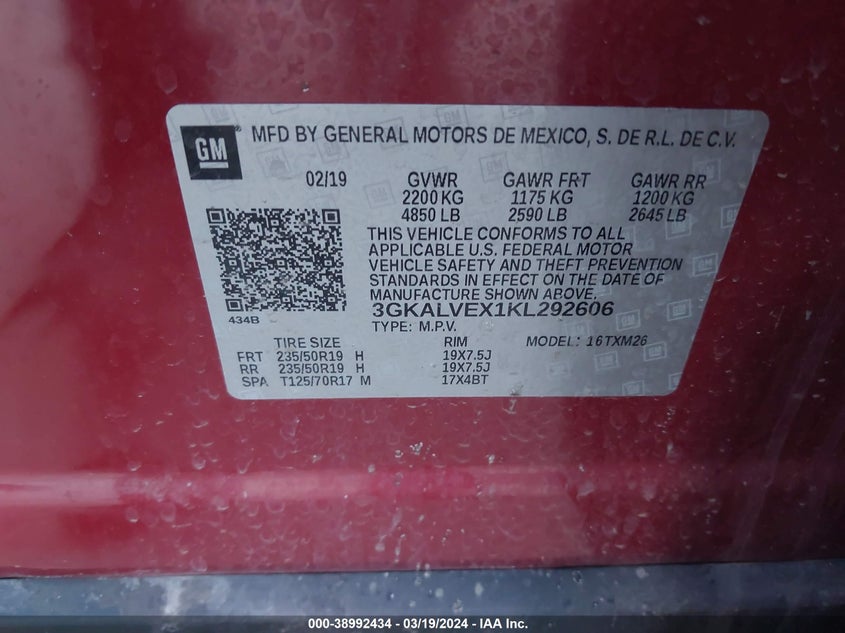 GM
MFD BY GENERAL MOTORS DE MEXICO, S. DE R.L. DE C.V.
02/19 GVWR GAWR FRT GAWR RR
2200 KG 1175 KG 1200 KG
4850 LB 2590 LB 2645 LB
THIS VEHICLE CONFORMS TO ALL
APPLICABLE U.S. FEDERAL MOTOR
VEHICLE SAFETY AND THEFT PREVENTION
STANDARDS IN EFFECT ON THE DATE OF
MANUFACTURE SHOWN ABOVE.
434B 3GKALVEX1KL292606
TYPE: M.P.V.
TIRE SIZE RIM MODEL: 16TXM26
FRT 235/50R19 H 19X7.5J
RR 235/50R19 H 19X7.5J
SPA T125/70R17 M 17X4BT
000-38992434 - 03/19/2024 - IAA Inc.